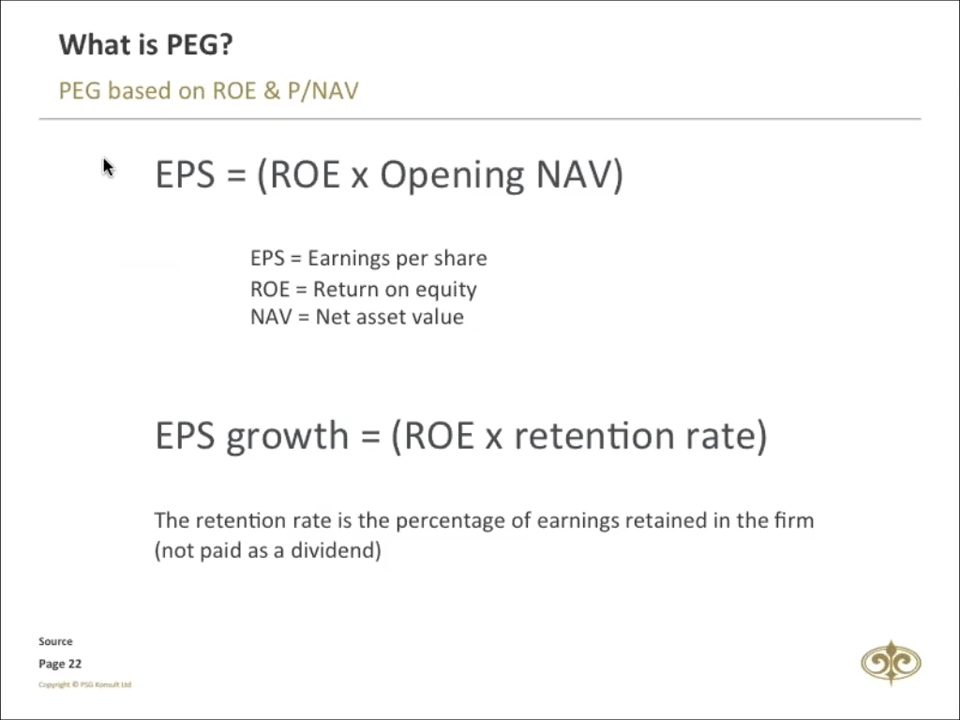 What is PEG?
PEG based on ROE & P/NAV
EPS = (ROE x Opening NAV)
EPS = Earnings per share
ROE = Return on equity
NAV = Net asset value
EPS growth = (ROE x retention rate)
The retention rate is the percentage of earnings retained in the firm
(not paid as a dividend)
Source
Page 22
Copyright © PSG Konsult Ltd